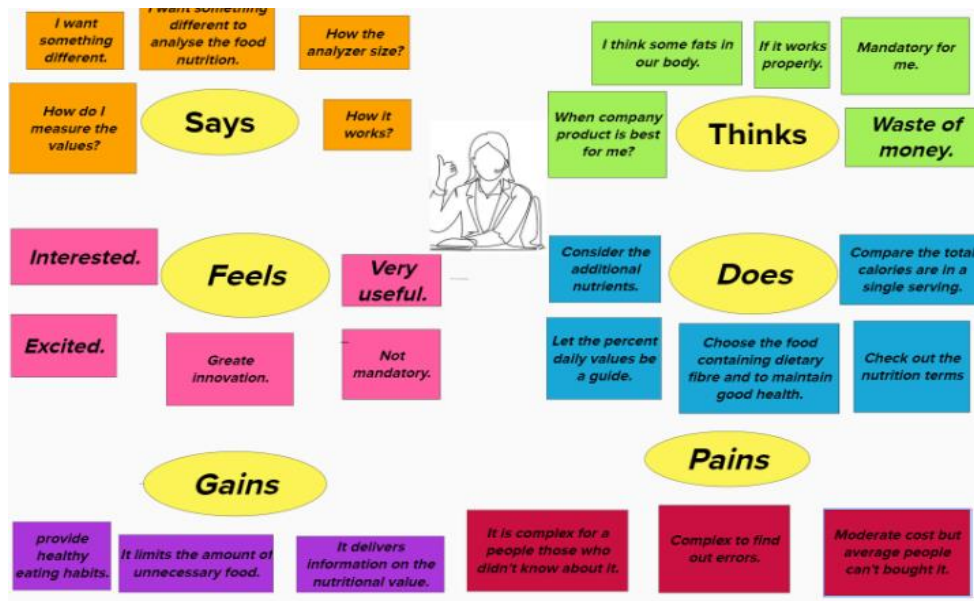 I want
something
different.
I want something
different to
analyse the food
nutrition.
How the
analyzer size?
How do I
measure the
values?
Says
How it
works?
I think some fats in
our body.
If it works
properly.
Mandatory for
me.
When company
product is best
for me?
Thinks
Waste of
money.
Interested.
Feels
Very
useful.
Excited.
Greate
innovation.
Not
mandatory.
Consider the
additional
nutrients.
Does
Compare the total
calories are in a
single serving.
Let the percent
daily values be
a guide.
Choose the food
containing dietary
fibre and to maintain
good health.
Check out the
nutrition terms
Gains
provide
healthy
eating habits.
It limits the amount of
unnecessary food.
It delivers
information on the
nutritional value.
Pains
It is complex for a
people those who
didn't know about it.
Complex to find
out errors.
Moderate cost but
average people
can't bought it.